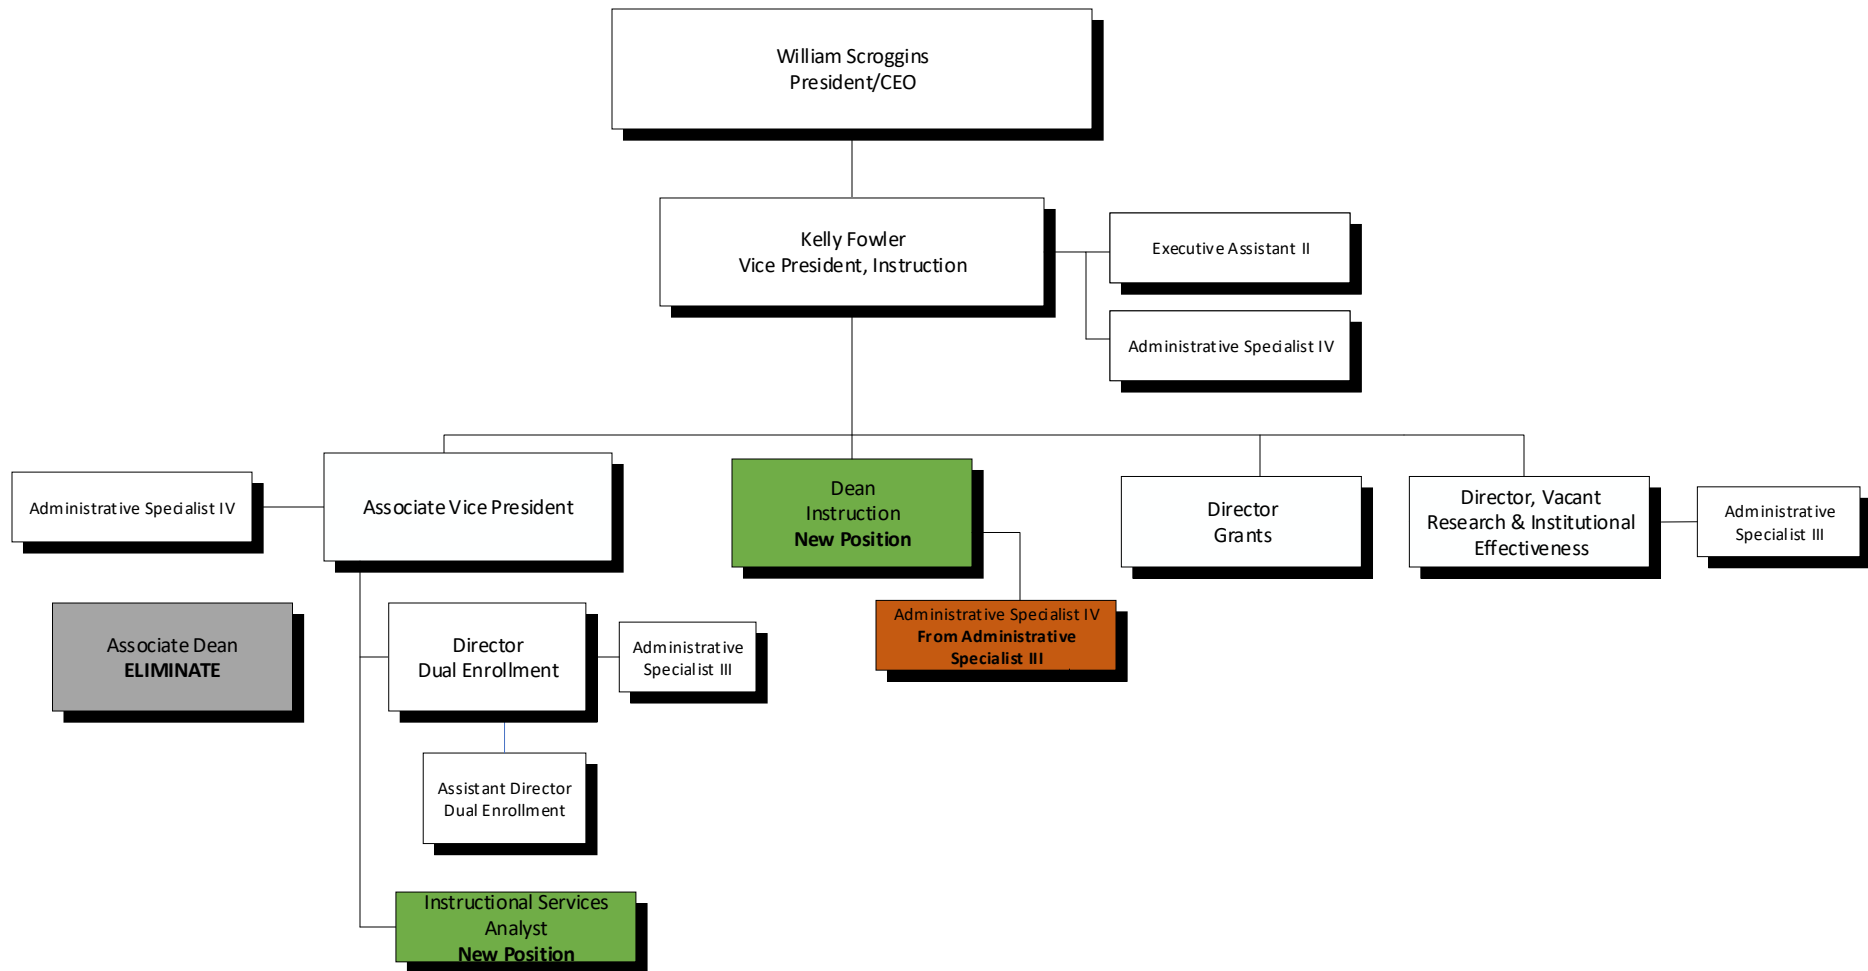 William Scroggins
President/CEO
Kelly Fowler
Vice President, Instruction
Executive Assistant II
Administrative Specialist IV
Administrative Specialist IV
Associate Vice President
Dean
Instruction
New Position
Director
Grants
Director, Vacant
Research & Institutional
Effectiveness
Administrative
Specialist III
Associate Dean
ELIMINATE
Director
Dual Enrollment
Administrative
Specialist III
Administrative Specialist IV
From Administrative
Specialist III
Assistant Director
Dual Enrollment
Instructional Services
Analyst
New Position